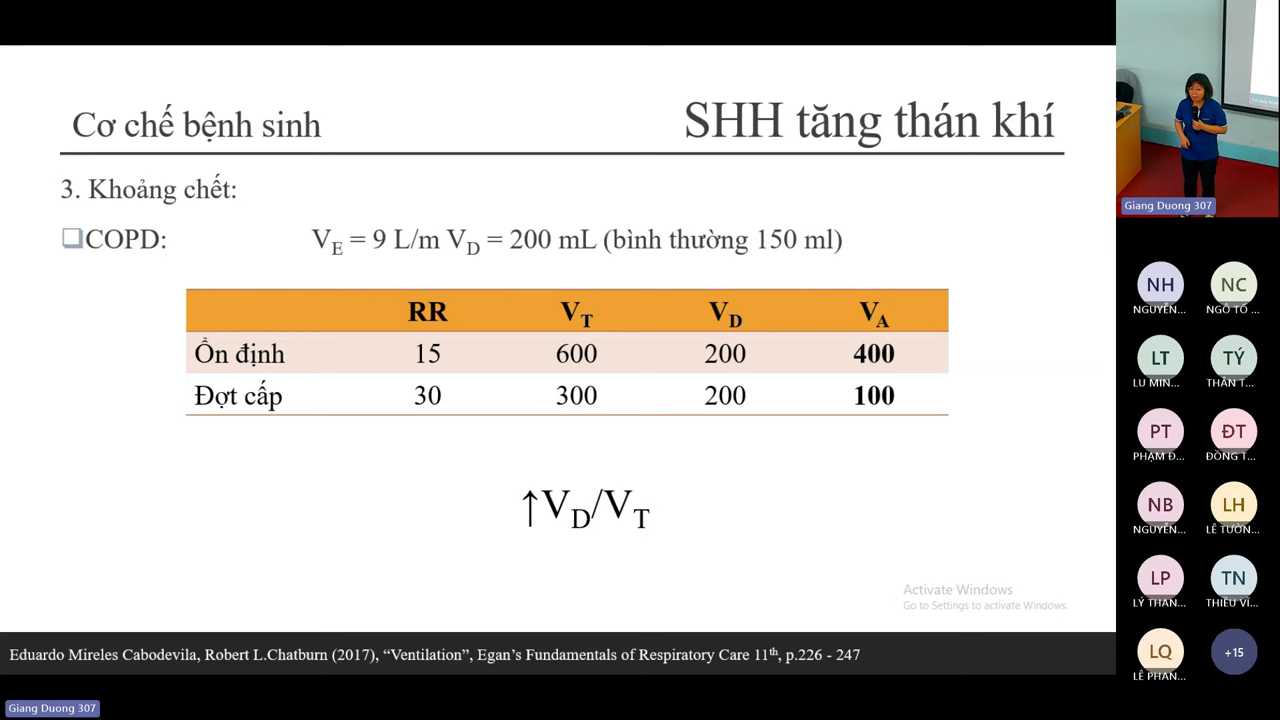 Cơ chế bệnh sinh
SHH tăng thán khí
3. Khoảng chết:
❑COPD: V_E = 9 L/m V_D = 200 mL (bình thường 150 ml)
RR V_T V_D V_A
Ổn định 15 600 200 400
Đợt cấp 30 300 200 100
↑V_D/V_T
Activate Windows
Go to Settings to activate Windows.
Eduardo Mireles Cabodevila, Robert L.Chatburn (2017), “Ventilation”, Egan’s Fundamentals of Respiratory Care 11th, p.226 - 247
Giang Duong 307
Giang Duong 307
NH NC
NGUYỄN... NGÔ TỐ ...
LT TÝ
LU MIN... THÂN T...
PT ĐT
PHẠM Đ... ĐỒNG T...
NB LH
NGUYỄN... LÊ TƯỜN...
LP TN
LÝ THAN... THIỀU VĨ...
LQ +15
LÊ PHAN...